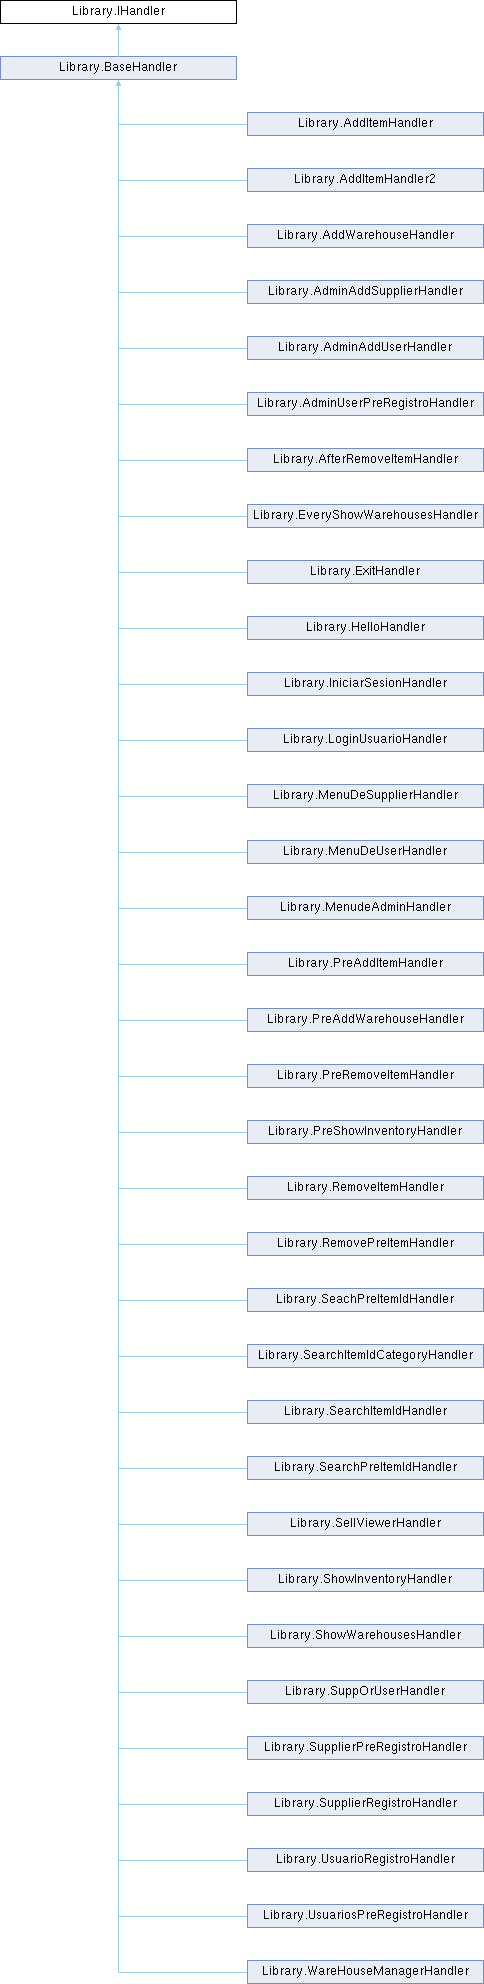 Library.IHandler
Library.BaseHandler
Library.AddItemHandler
Library.AddItemHandler2
Library.AddWarehouseHandler
Library.AdminAddSupplierHandler
Library.AdminAddUserHandler
Library.AdminUserPreRegistroHandler
Library.AfterRemoveItemHandler
Library.EveryShowWarehousesHandler
Library.ExitHandler
Library.HelloHandler
Library.IniciarSesionHandler
Library.LoginUsuarioHandler
Library.MenuDeSupplierHandler
Library.MenuDeUserHandler
Library.MenudeAdminHandler
Library.PreAddItemHandler
Library.PreAddWarehouseHandler
Library.PreRemoveItemHandler
Library.PreShowInventoryHandler
Library.RemoveItemHandler
Library.RemovePreItemHandler
Library.SeachPreItemIdHandler
Library.SearchItemIdCategoryHandler
Library.SearchItemIdHandler
Library.SearchPreItemIdHandler
Library.SellViewerHandler
Library.ShowInventoryHandler
Library.ShowWarehousesHandler
Library.SuppOrUserHandler
Library.SupplierPreRegistroHandler
Library.SupplierRegistroHandler
Library.UsuarioRegistroHandler
Library.UsuariosPreRegistroHandler
Library.WareHouseManagerHandler